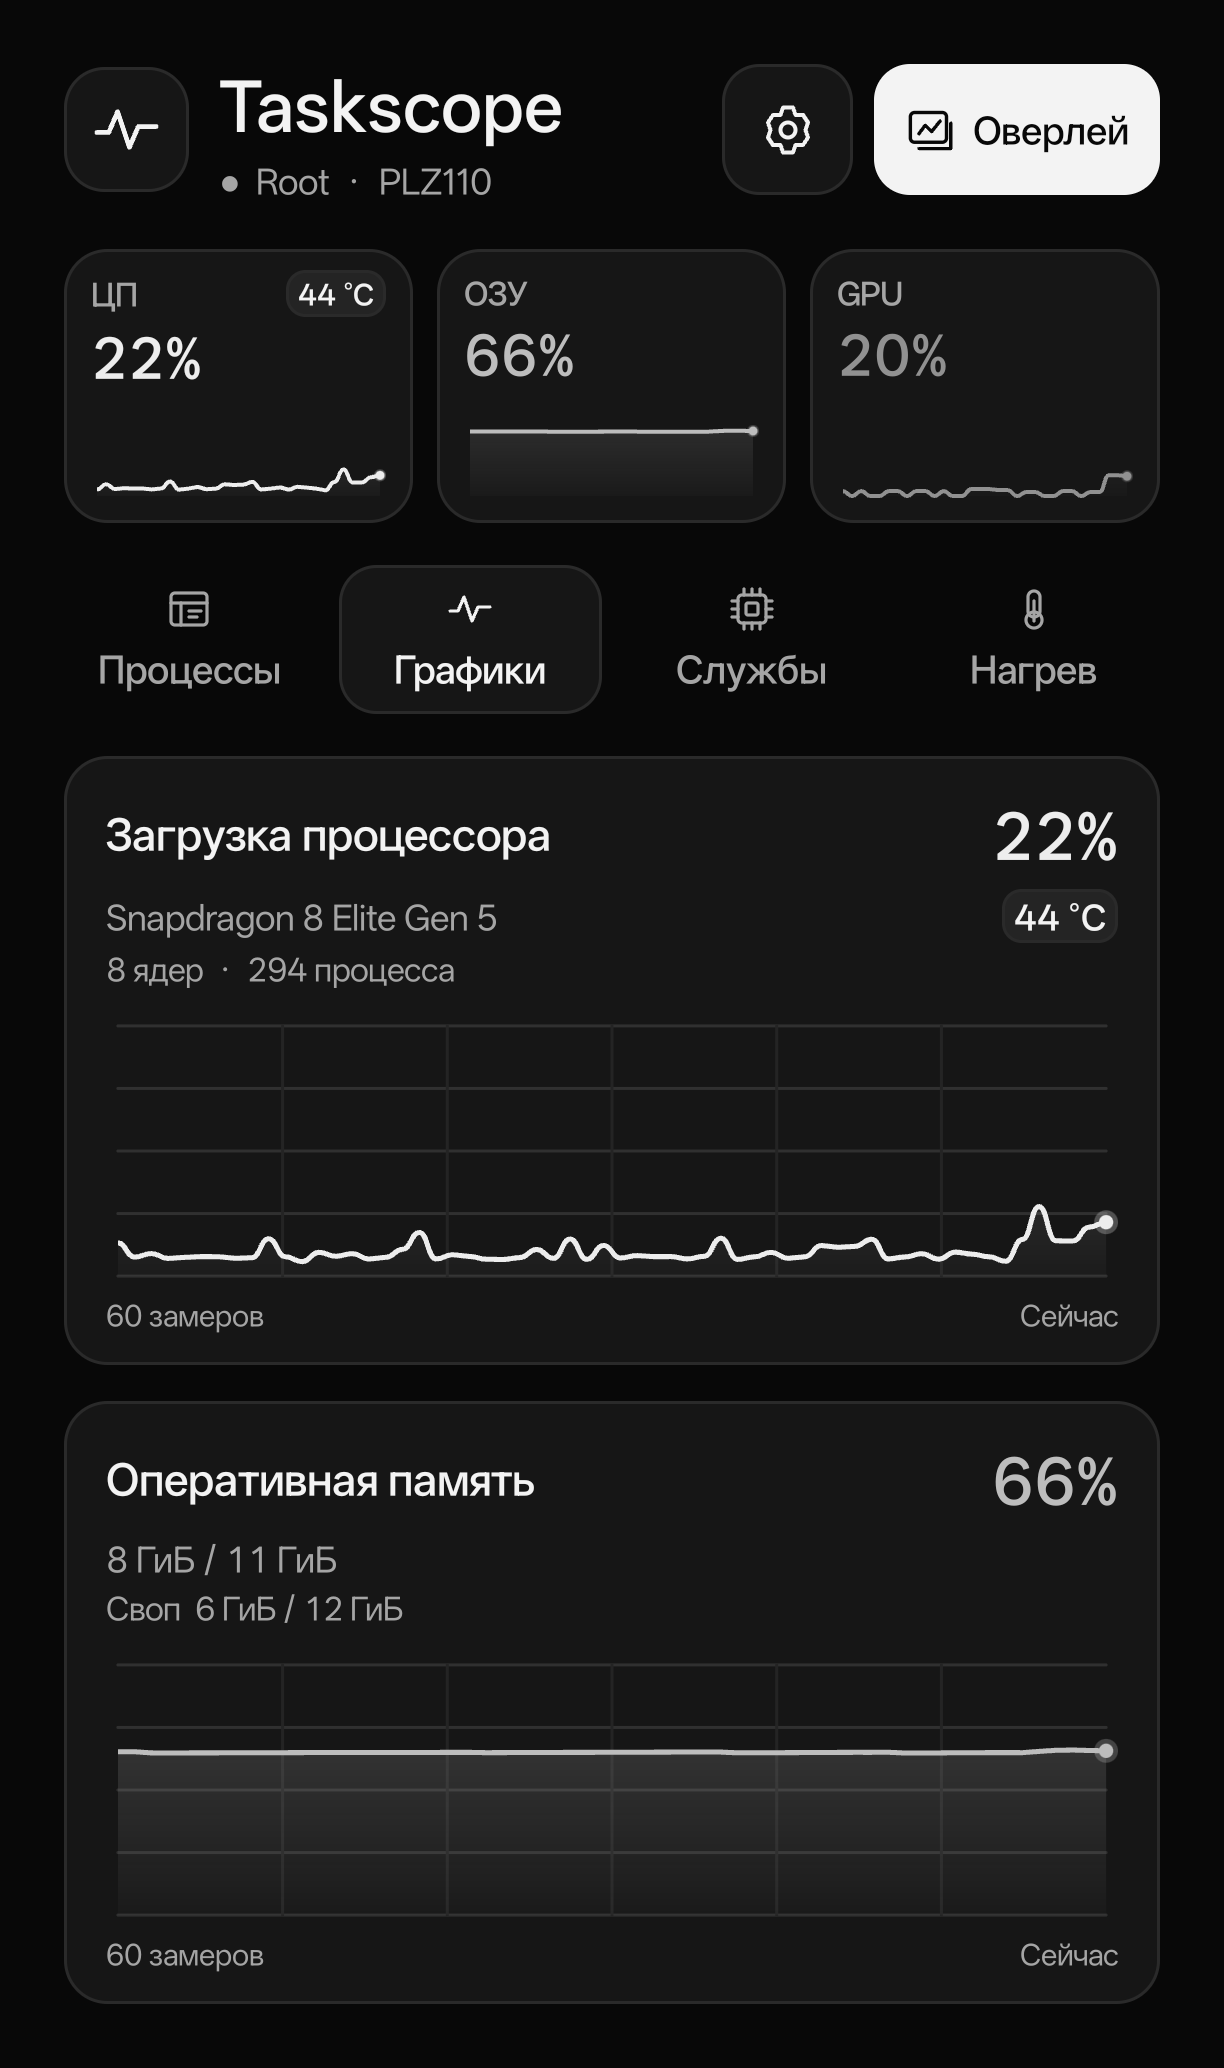 Taskscope
Root · PLZ110
Оверлей
ЦП
44 °C
22%
ОЗУ
66%
GPU
20%
Процессы
Графики
Службы
Нагрев
Загрузка процессора
22%
Snapdragon 8 Elite Gen 5
44 °C
8 ядер · 294 процесса
60 замеров
Сейчас
Оперативная память
66%
8 ГиБ / 11 ГиБ
Своп 6 ГиБ / 12 ГиБ
60 замеров
Сейчас